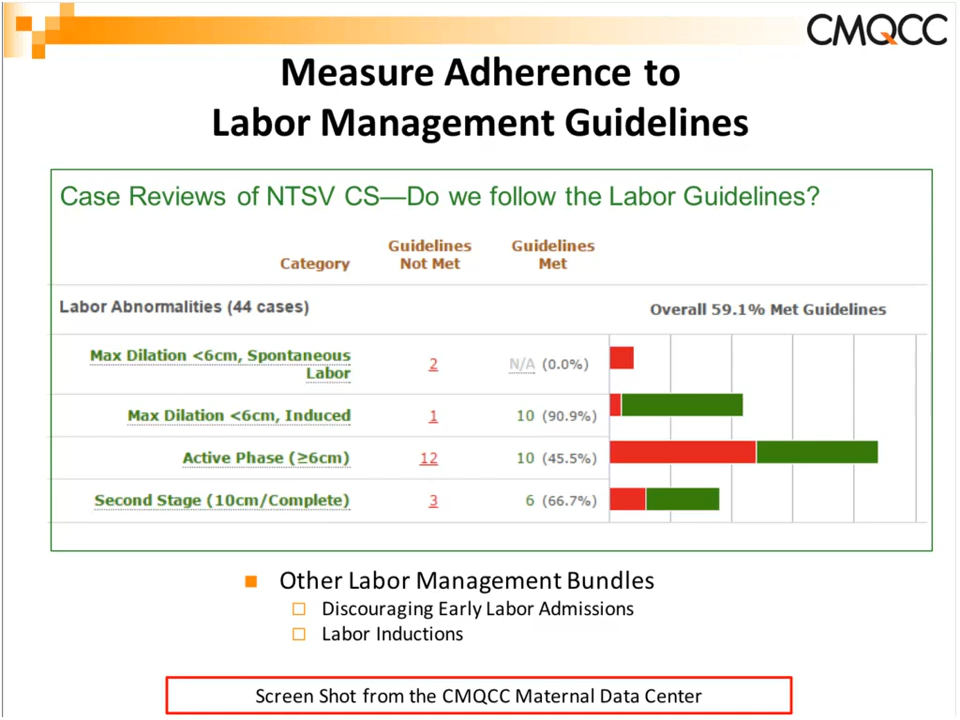 CMQCC
Measure Adherence to
Labor Management Guidelines
Case Reviews of NTSV CS—Do we follow the Labor Guidelines?
Category Guidelines Not Met Guidelines Met
Labor Abnormalities (44 cases) Overall 59.1% Met Guidelines
Max Dilation <6cm, Spontaneous
Labor 2 N/A (0.0%)
Max Dilation <6cm, Induced 1 10 (90.9%)
Active Phase (≥6cm) 12 10 (45.5%)
Second Stage (10cm/Complete) 3 6 (66.7%)
Other Labor Management Bundles
Discouraging Early Labor Admissions
Labor Inductions
Screen Shot from the CMQCC Maternal Data Center